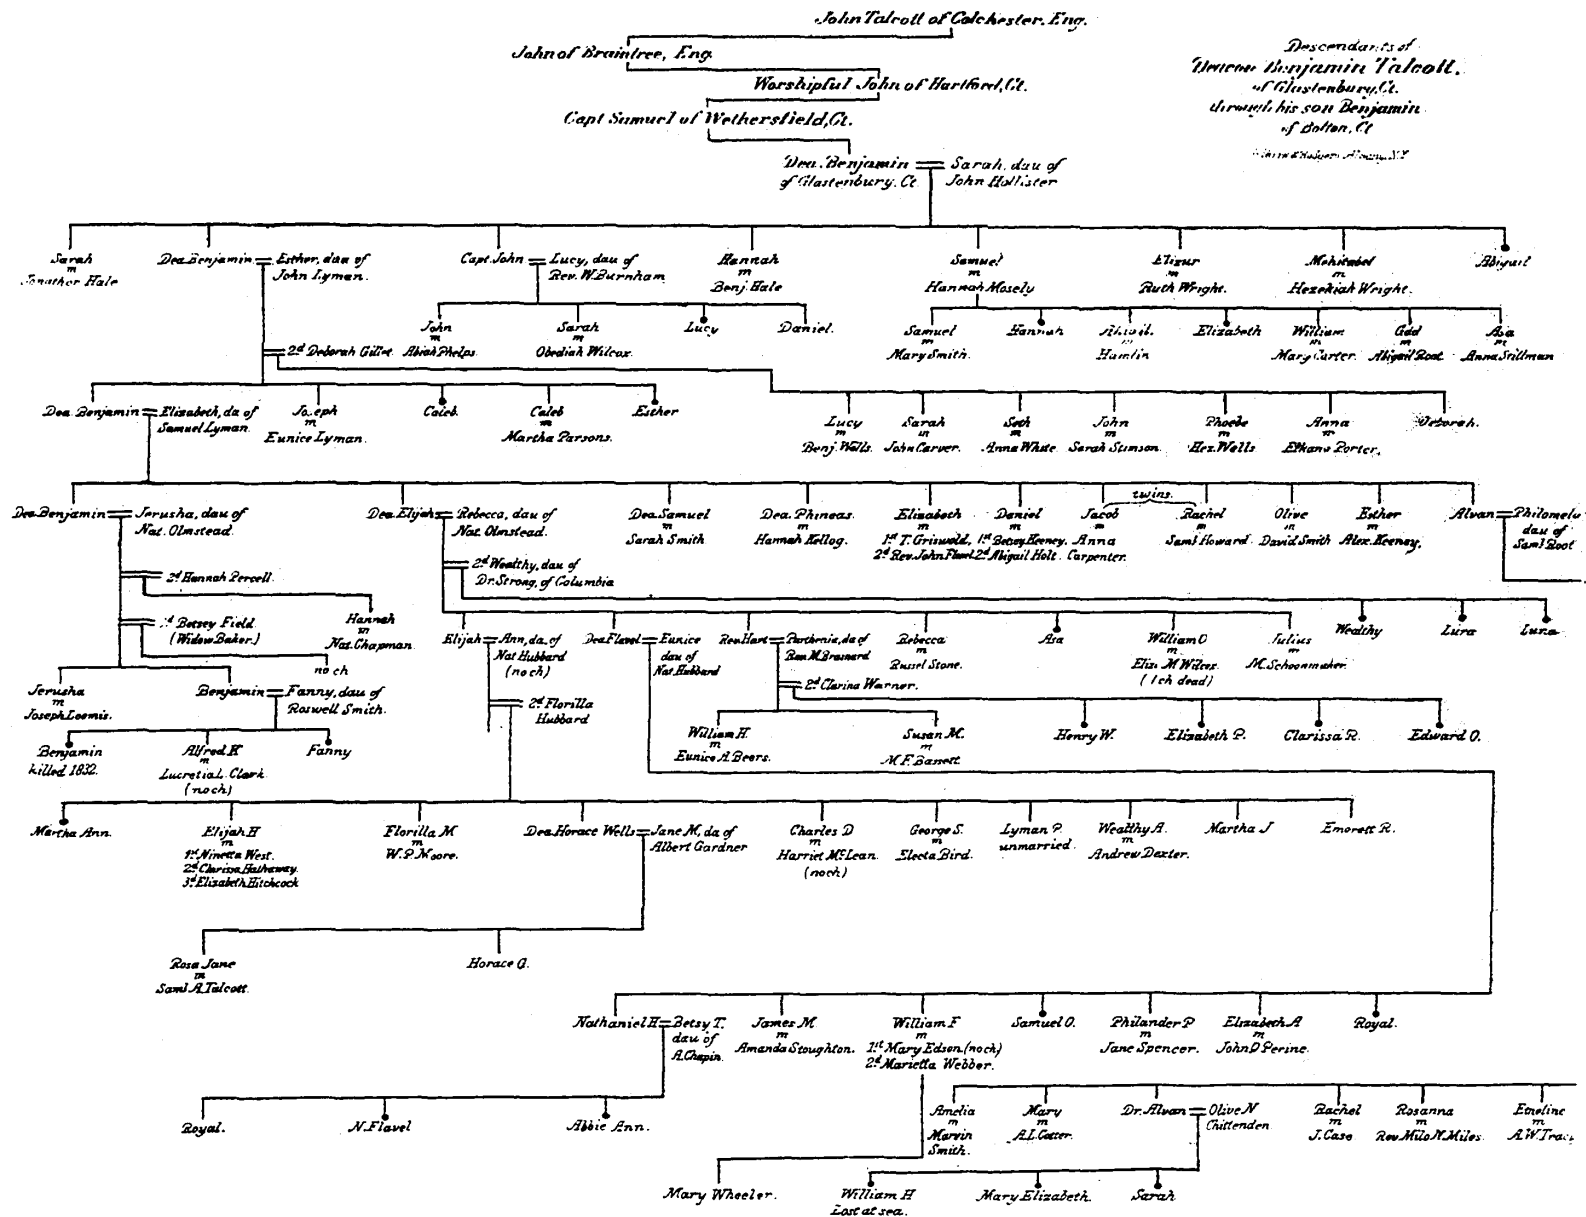 John Talcott of Colchester, Eng.
John of Braintree, Eng.
Worshipful John of Hartford, Ct.
Capt Samuel of Wethersfield, Ct.
Descendants of
Deacon Benjamin Talcott,
of Glastenbury, Ct.
through his son Benjamin
of Bolton, Ct
Dea. Benjamin = Sarah, dau of
of Glastenbury. Ct. John Hollister
Sarah
m
Jonathan Hale
Dea. Benjamin = Esther, dau of
John Lyman.
Capt. John = Lucy, dau of
Rev. W. Burnham
Hannah
m
Benj. Hale
Samuel
m
Hannah Mosely
Elizur
m
Ruth Wright.
Mehitabel
m
Hezekiah Wright.
Abigail
John
m
Abiah Phelps.
Sarah
m
Obediah Wilcox.
Lucy
Daniel.
Samuel
m
Mary Smith.
Hannah
Abigail.
m
Hamlin
Elizabeth
William
m
Mary Carter.
Gad
m
Abigail Root.
Asa
m
Anna Stillman
2d Deborah Gillet.
Dea. Benjamin = Elizabeth, da of
Samuel Lyman.
Joseph
m
Eunice Lyman.
Caleb.
Caleb
m
Martha Parsons.
Esther
Lucy
m
Benj. Wells.
Sarah
m
John Carver.
Seth
m
Anna White.
John
m
Sarah Stimson.
Phoebe
m
Hez. Wells
Anna
m
Porter.
Deborah.
Dea. Benjamin = Jerusha, dau of
Nat. Olmstead.
Dea. Elijah = Rebecca, dau of
Nat. Olmstead
Dea. Samuel
m
Sarah Smith
Dea. Phineas.
m
Hannah Kellog.
Elizabeth
m
1st T. Griswold,
2d Rev. John Flavel.
Daniel
m
1st Betsey Keeney,
2d Abigail Holt.
twins.
Jacob
m
Anna
Carpenter.
Rachel
m
Saml Howard.
Olive
m
David Smith
Esther
m
Alex. Keeney,
Alvan = Philomela
dau of
Saml Root
2d Hannah Percell.
2d Wealthy, dau of
Dr. Strong, of Columbia
Betsey Field
(Widow Baker.)
Hannah
m
Nat. Chapman.
no ch
Wealthy
Lura
Luna
Elijah = Ann, da, of
Nat Hubbard
(no ch)
Dea Flavel = Eunice
dau of
Nat. Hubbard
Rev. Hart = Parthenia, da of
Rev. M. Brainard
Rebecca
m
Russel Stone.
Asa
William O
m
Eliz. M. Wilcox
(1 ch dead)
Julius
m
M. Schoonmaker.
Jerusha
m
Joseph Loomis.
Benjamin = Fanny, dau of
Roswell Smith.
2d Florilla
Hubbard
2d Clarina Warner.
Benjamin
killed 1832.
Alfred K
m
Lucretia L. Clark
(no ch)
Fanny
William H.
m
Eunice A. Beers.
Susan M.
m
M. F. Barrett.
Henry W.
Elizabeth P.
Clarissa R.
Edward O.
Martha Ann.
Elijah H
m
1st Ninetta West.
2d Clarissa Hathaway.
3d Elizabeth Hitchcock
Florilla M
m
W. P. Moore.
Dea. Horace Wells = Jane M, da of
Albert Gardner
Charles D
m
Harriet McLean.
(no ch)
George S.
m
Electa Bird.
Lyman P.
unmarried.
Wealthy A.
m
Andrew Dexter.
Martha J
Emorett R.
Rosa Jane
m
Saml A. Talcott.
Horace G.
Nathaniel H = Betsy T.
dau of
A. Chapin.
James M
m
Amanda Stoughton.
William F
m
1st Mary Edson. (no ch)
2d Marietta Webber.
Samuel O.
Philander P
m
Jane Spencer.
Elizabeth A
m
John D Perine.
Royal.
Royal.
N. Flavel
Abbie Ann.
Amelia
m
Marvin
Smith.
Mary
m
A. L. Cotter.
Dr. Alvan = Olive N
Chittenden
Rachel
m
J. Case
Rosanna
m
Rev. Milo N. Miles.
Emeline
m
A. W. Trac
Mary Wheeler.
William H
Lost at sea.
Mary Elizabeth.
Sarah